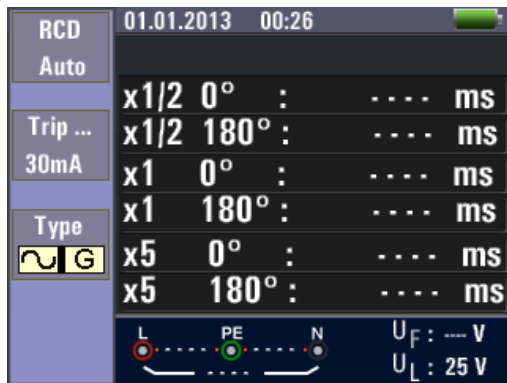 RCD
Auto
Trip ...
30mA
Type
G
01.01.2013 00:26
x1/2 0° : ---- ms
x1/2 180° : ---- ms
x1 0° : ---- ms
x1 180° : ---- ms
x5 0° : ---- ms
x5 180° : ---- ms
L PE N
----
UF : --- V
UL : 25 V